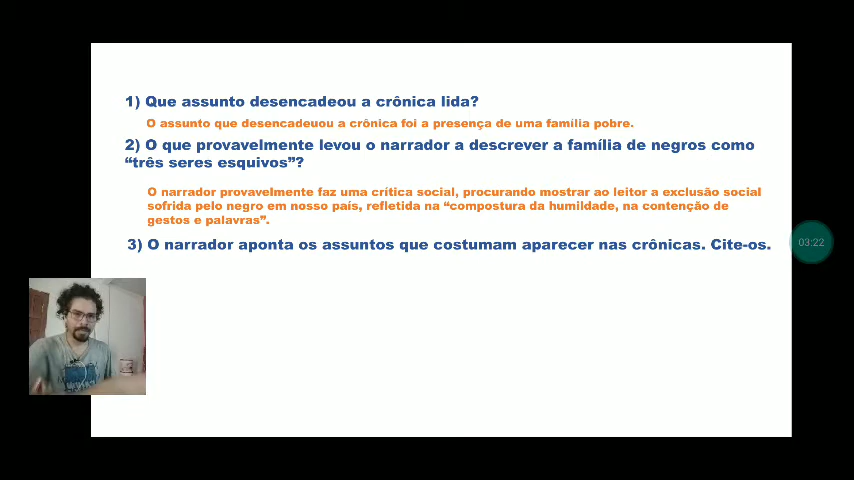 1) Que assunto desencadeou a crônica lida?
O assunto que desencadeuou a crônica foi a presença de uma família pobre.
2) O que provavelmente levou o narrador a descrever a família de negros como
“três seres esquivos”?
O narrador provavelmente faz uma crítica social, procurando mostrar ao leitor a exclusão social
sofrida pelo negro em nosso país, refletida na “compostura da humildade, na contenção de
gestos e palavras”.
3) O narrador aponta os assuntos que costumam aparecer nas crônicas. Cite-os.
03:22